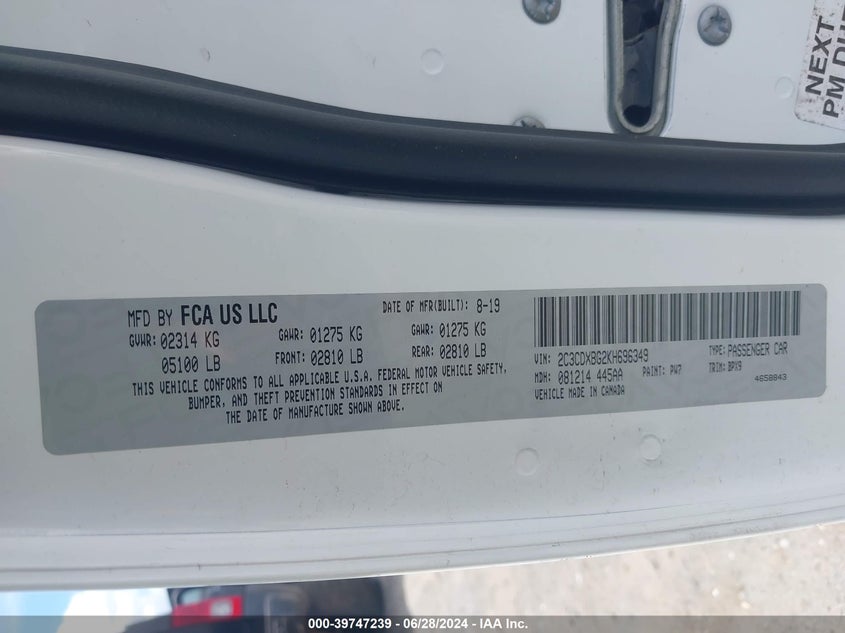 NEXT
PM DUE
MFD BY FCA US LLC
DATE OF MFR(BUILT): 8-19
GVWR: 02314 KG
GAWR: 01275 KG
GAWR: 01275 KG
05100 LB
FRONT: 02810 LB
REAR: 02810 LB
THIS VEHICLE CONFORMS TO ALL APPLICABLE U.S.A. FEDERAL MOTOR VEHICLE SAFETY,
BUMPER, AND THEFT PREVENTION STANDARDS IN EFFECT ON
THE DATE OF MANUFACTURE SHOWN ABOVE.
VIN: 2C3CDXBG2KH696349
TYPE: PASSENGER CAR
MDH: 081214 445AA
PAINT: PW7
TRIM: BPX9
VEHICLE MADE IN CANADA
4658843
000-39747239 - 06/28/2024 - IAA Inc.